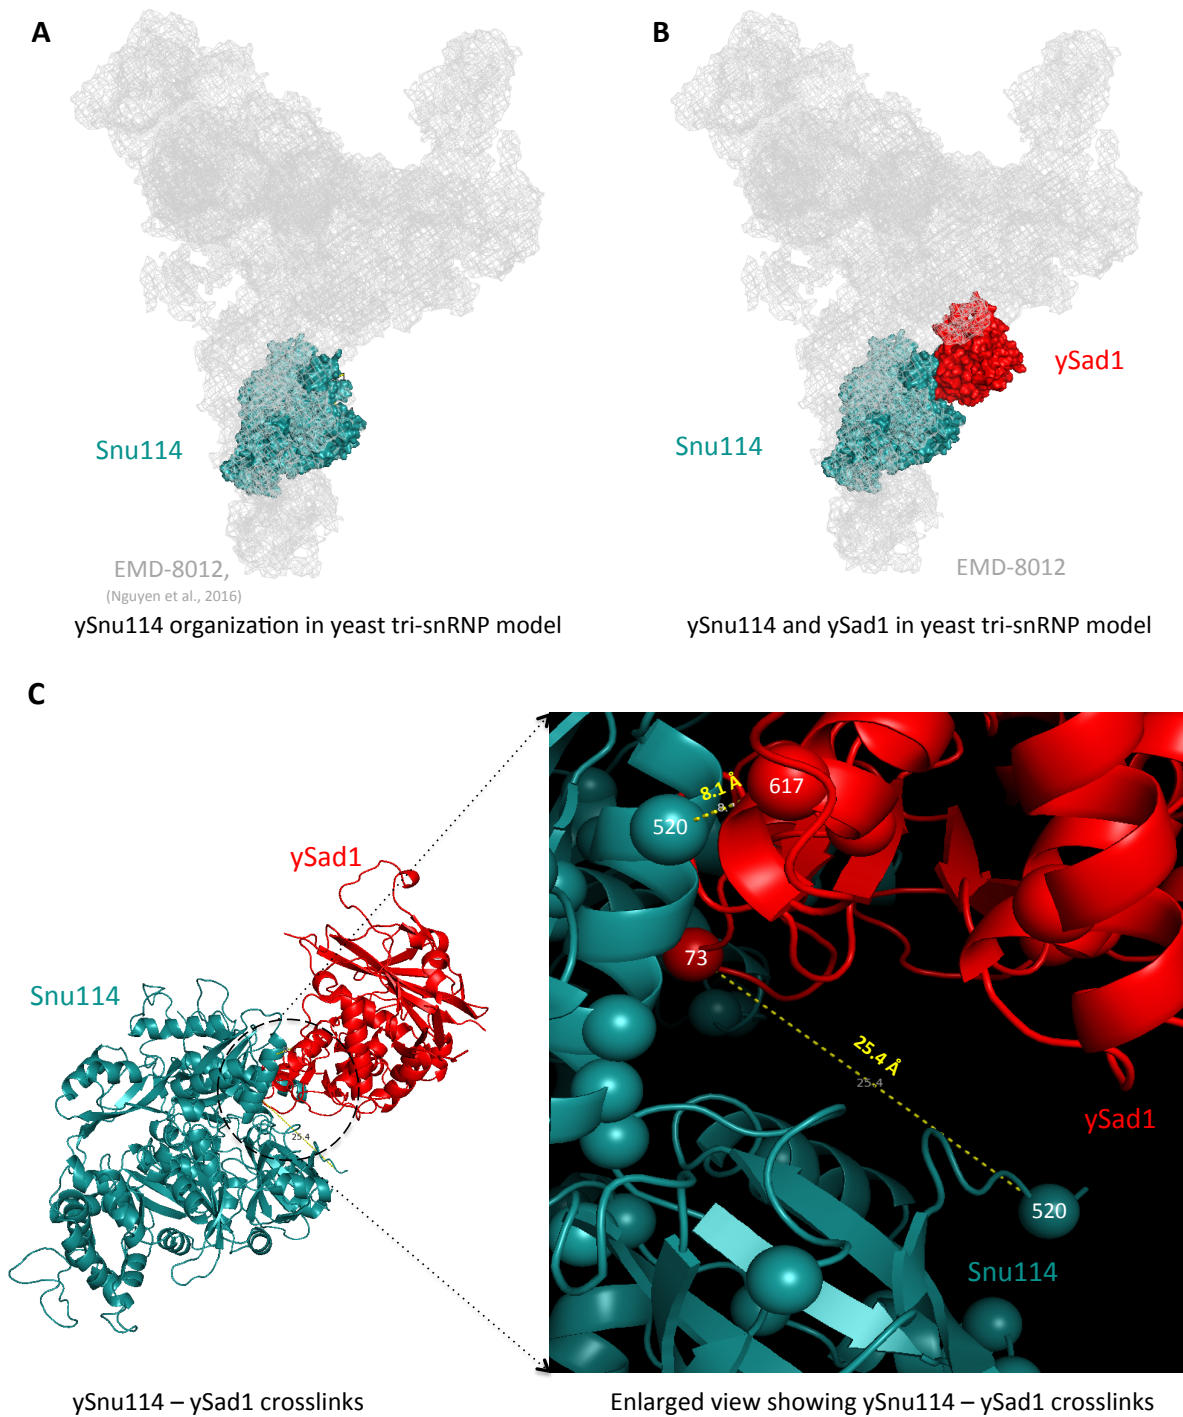 A
B
ySad1
Snu114
Snu114
EMD-8012,
(Nguyen et al., 2016)
EMD-8012
ySnu114 organization in yeast tri-snRNP model
ySnu114 and ySad1 in yeast tri-snRNP model
C
ySad1
Snu114
25.4
8.1 Å
617
520
73
25.4 Å
25.4
ySad1
520
Snu114
ySnu114 – ySad1 crosslinks
Enlarged view showing ySnu114 – ySad1 crosslinks